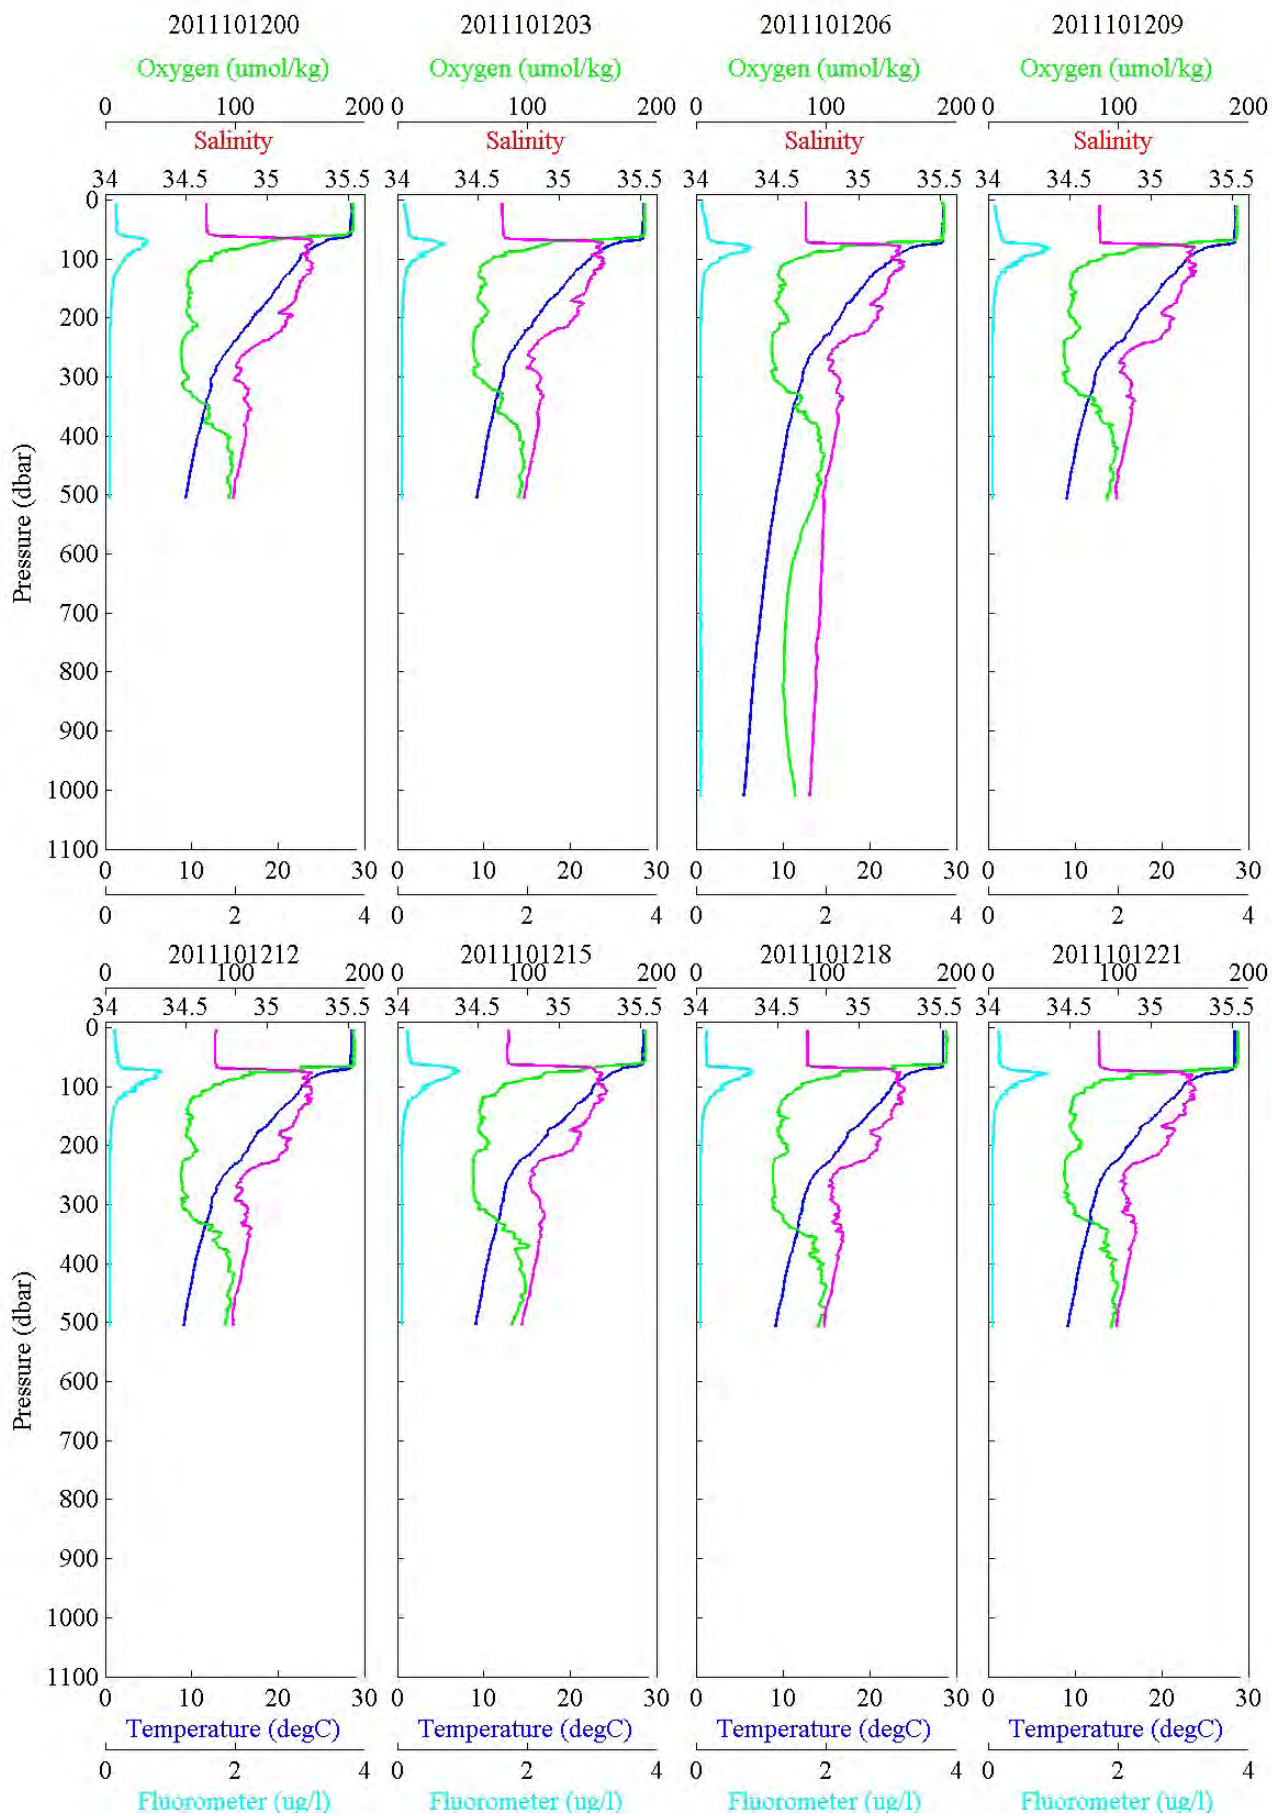 2011101200 2011101203 2011101206 2011101209
Oxygen (umol/kg) Oxygen (umol/kg) Oxygen (umol/kg) Oxygen (umol/kg)
0 100 200 0 100 200 0 100 200 0 100 200
Salinity Salinity Salinity Salinity
34 34.5 35 35.5 34 34.5 35 35.5 34 34.5 35 35.5 34 34.5 35 35.5
0
100
200
300
400
500
Pressure (dbar)
600
700
800
900
1000
1100
0 10 20 30 0 10 20 30 0 10 20 30 0 10 20 30
0 2 4 0 2 4 0 2 4 0 2 4
2011101212 2011101215 2011101218 2011101221
0 100 200 0 100 200 0 100 200 0 100 200
34 34.5 35 35.5 34 34.5 35 35.5 34 34.5 35 35.5 34 34.5 35 35.5
0
100
200
300
400
500
Pressure (dbar)
600
700
800
900
1000
1100
0 10 20 30 0 10 20 30 0 10 20 30 0 10 20 30
Temperature (degC) Temperature (degC) Temperature (degC) Temperature (degC)
0 2 4 0 2 4 0 2 4 0 2 4
Fluorometer (ug/l) Fluorometer (ug/l) Fluorometer (ug/l) Fluorometer (ug/l)